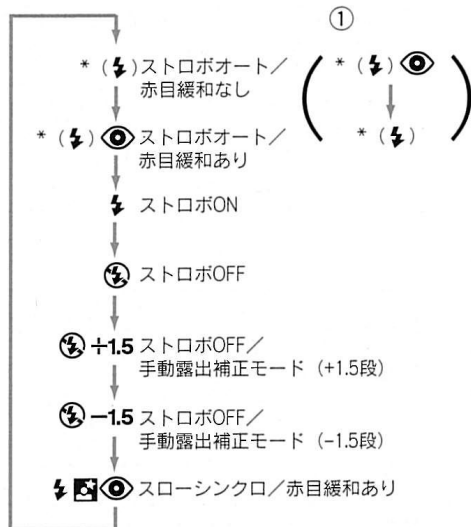 ①
* (⚡) ストロボオート／
赤目緩和なし
* (⚡) ストロボオート／
赤目緩和あり
⚡ ストロボON
ストロボOFF
+1.5 ストロボOFF／
手動露出補正モード（+1.5段）
−1.5 ストロボOFF／
手動露出補正モード（−1.5段）
⚡ スローシンクロ／赤目緩和あり
( * (⚡)
* (⚡) )